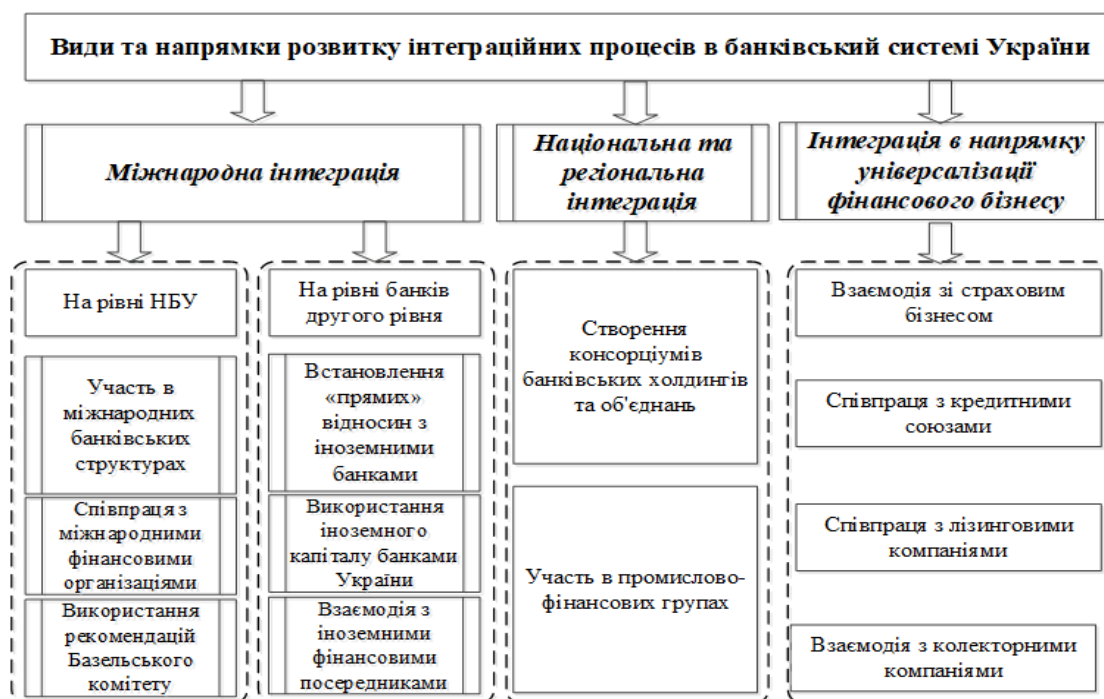 Види та напрямки розвитку інтеграційних процесів в банківський системі України
Міжнародна інтеграція
Національна та
регіональна
інтеграція
Інтеграція в напрямку
універсалізації
фінансового бізнесу
На рівні НБУ
Участь в
міжнародних
банківських
структурах
Співпраця з
міжнародними
фінансовими
організаціями
Використання
рекомендацій
Базельського
комітету
На рівні банків
другого рівня
Встановлення
«прямих»
відносин з
іноземними
банками
Використання
іноземного
капіталу банками
України
Взаємодія з
іноземними
фінансовими
посередниками
Створення
консорціумів
банківських холдингів
та об'єднань
Участь в промислово-
фінансових групах
Взаємодія зі страховим
бізнесом
Співпраця з кредитними
союзами
Співпраця з лізинговими
компаніями
Взаємодія з колекторними
компаніями